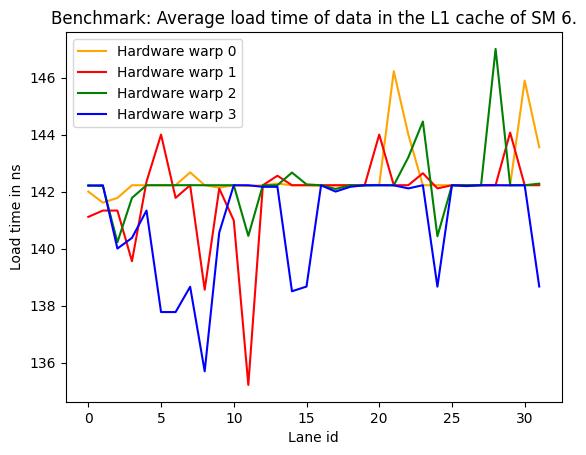 Benchmark: Average load time of data in the L1 cache of SM 6.
Hardware warp 0
Hardware warp 1
Hardware warp 2
Hardware warp 3
Load time in ns
146
144
142
140
138
136
0 5 10 15 20 25 30
Lane id